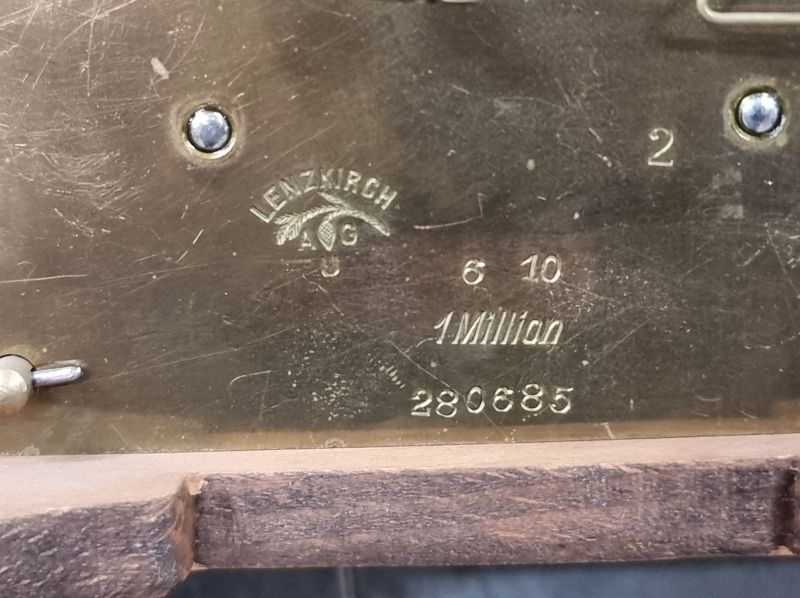 2
LENZKIRCH
A G
U
6 10
1 Million
280685